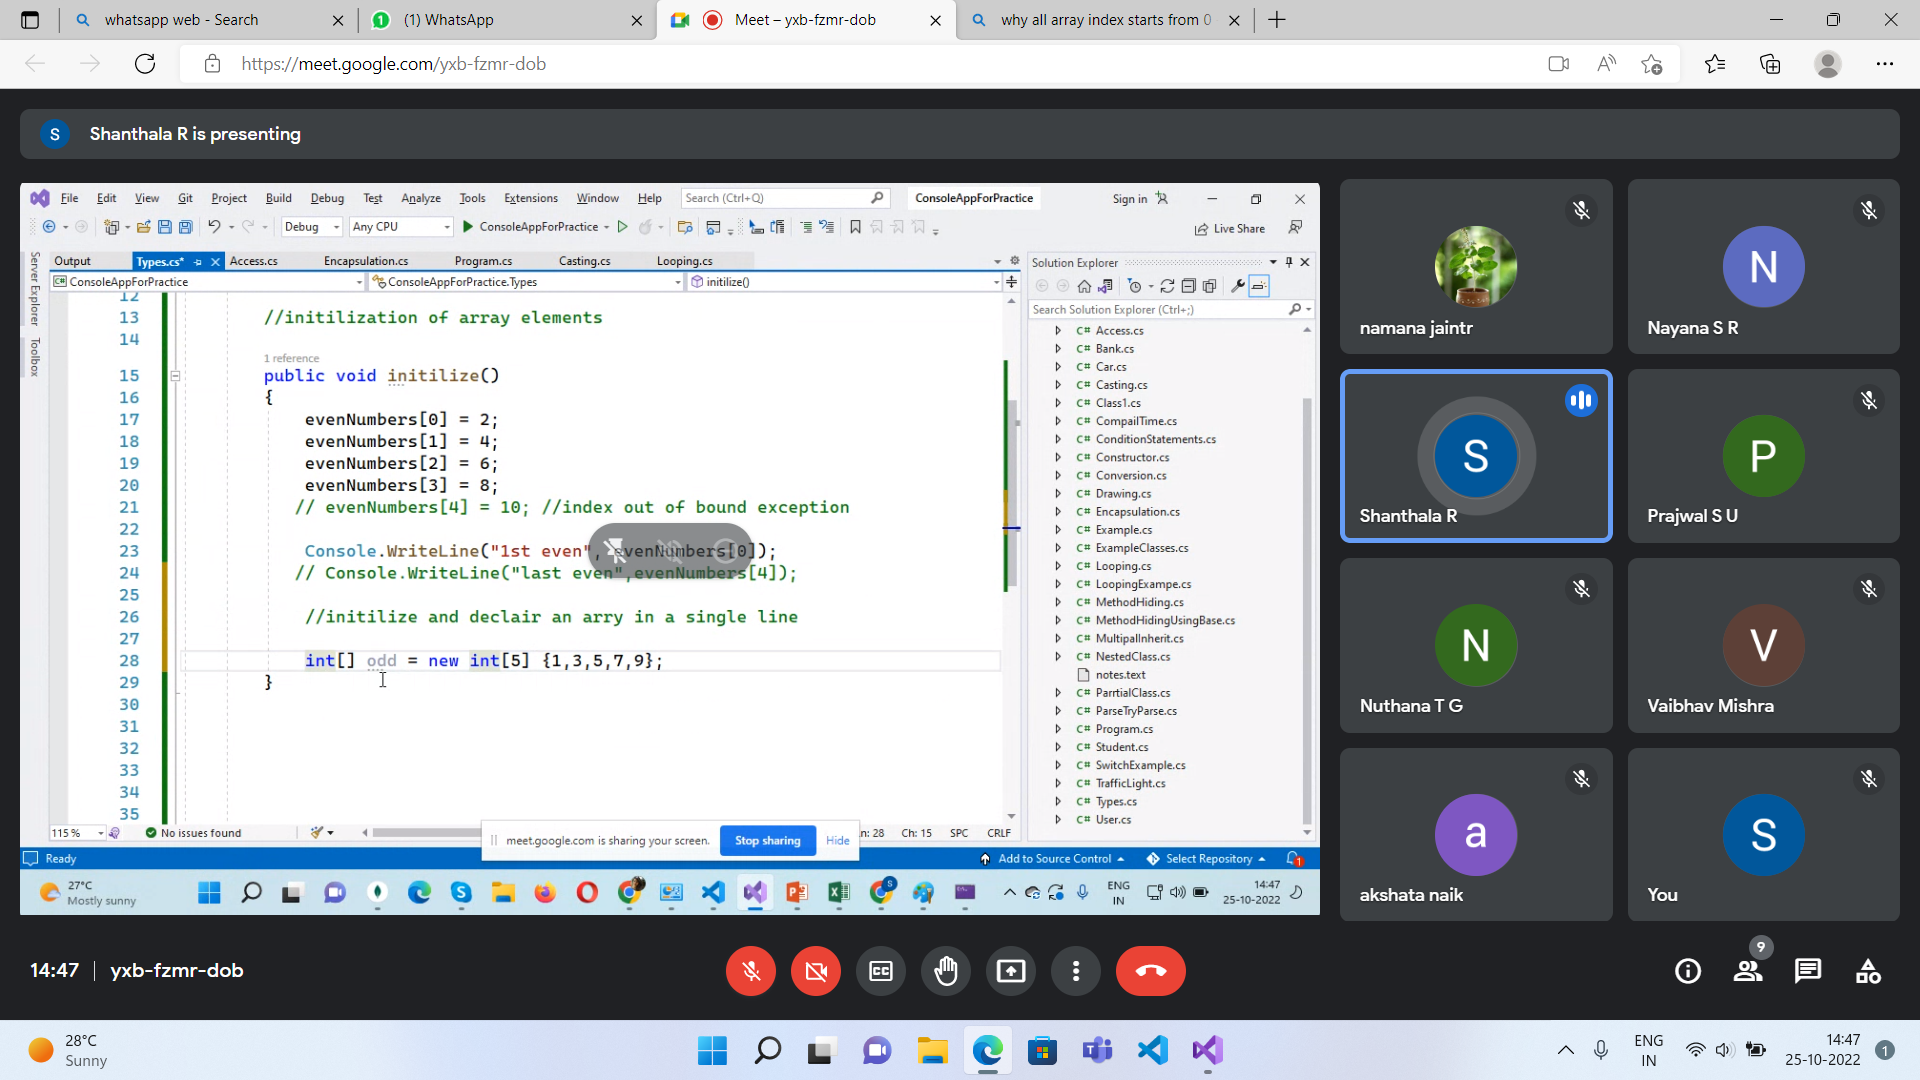 whatsapp web - Search
(1) WhatsApp
Meet – yxb-fzmr-dob
why all array index starts from 0
https://meet.google.com/yxb-fzmr-dob
S Shanthala R is presenting
File Edit View Git Project Build Debug Test Analyze Tools Extensions Window Help Search (Ctrl+Q) ConsoleAppForPractice Sign in
Debug Any CPU ConsoleAppForPractice Live Share
Server Explorer
Toolbox
Output Types.cs* Access.cs Encapsulation.cs Program.cs Casting.cs Looping.cs
ConsoleAppForPractice ConsoleAppForPractice.Types initilize()
12
13 //initilization of array elements
14
1 reference
15 public void initilize()
16 {
17 evenNumbers[0] = 2;
18 evenNumbers[1] = 4;
19 evenNumbers[2] = 6;
20 evenNumbers[3] = 8;
21 // evenNumbers[4] = 10; //index out of bound exception
22
23 Console.WriteLine("1st even", evenNumbers[0]);
24 // Console.WriteLine("last even",evenNumbers[4]);
25
26 //initilize and declair an arry in a single line
27
28 int[] odd = new int[5] {1,3,5,7,9};
29 }
30
31
32
33
34
35
115 % No issues found Ch: 15 SPC CRLF
meet.google.com is sharing your screen. Stop sharing Hide
Ready Add to Source Control Select Repository 1
Solution Explorer
Search Solution Explorer (Ctrl+;)
C# Access.cs
C# Bank.cs
C# Car.cs
C# Casting.cs
C# Class1.cs
C# CompailTime.cs
C# ConditionStatements.cs
C# Constructor.cs
C# Conversion.cs
C# Drawing.cs
C# Encapsulation.cs
C# Example.cs
C# ExampleClasses.cs
C# Looping.cs
C# LoopingExampe.cs
C# MethodHiding.cs
C# MethodHidingUsingBase.cs
C# MultipalInherit.cs
C# NestedClass.cs
notes.text
C# ParrtialClass.cs
C# ParseTryParse.cs
C# Program.cs
C# Student.cs
C# SwitchExample.cs
C# TrafficLight.cs
C# Types.cs
C# User.cs
27°C
Mostly sunny
ENG
IN
14:47
25-10-2022
namana jaintr
N
Nayana S R
S
Shanthala R
P
Prajwal S U
N
Nuthana T G
V
Vaibhav Mishra
a
akshata naik
S
You
14:47 | yxb-fzmr-dob
CC
9
28°C
Sunny
ENG
IN
14:47
25-10-2022
1